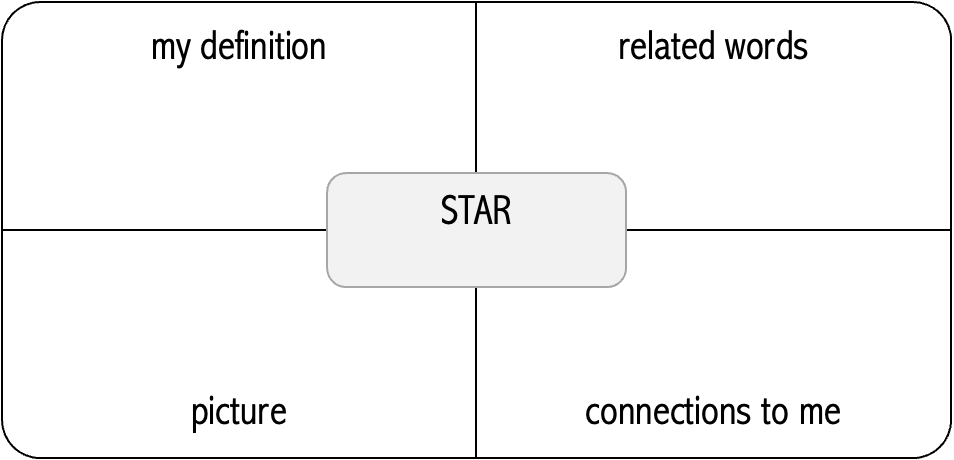 my definition
related words
STAR
picture
connections to me